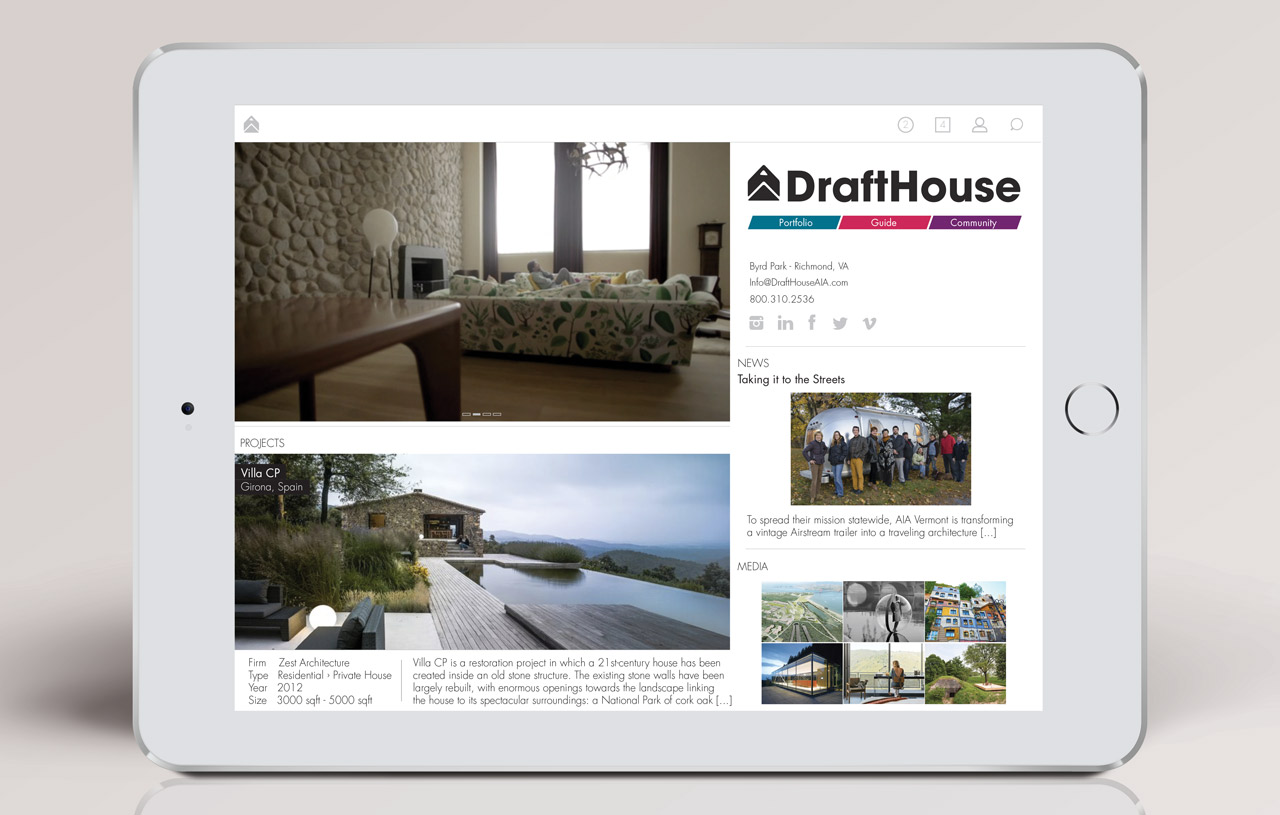 2
4
DraftHouse
Portfolio
Guide
Community
Byrd Park - Richmond, VA
Info@DraftHouseAIA.com
800.310.2536
NEWS
Taking it to the Streets
To spread their mission statewide, AIA Vermont is transforming
a vintage Airstream trailer into a traveling architecture [...]
MEDIA
PROJECTS
Villa CP
Girona, Spain
Firm Zest Architecture
Type Residential › Private House
Year 2012
Size 3000 sqft - 5000 sqft
Villa CP is a restoration project in which a 21st-century house has been
created inside an old stone structure. The existing stone walls have been
largely rebuilt, with enormous openings towards the landscape linking
the house to its spectacular surroundings: a National Park of cork oak [...]